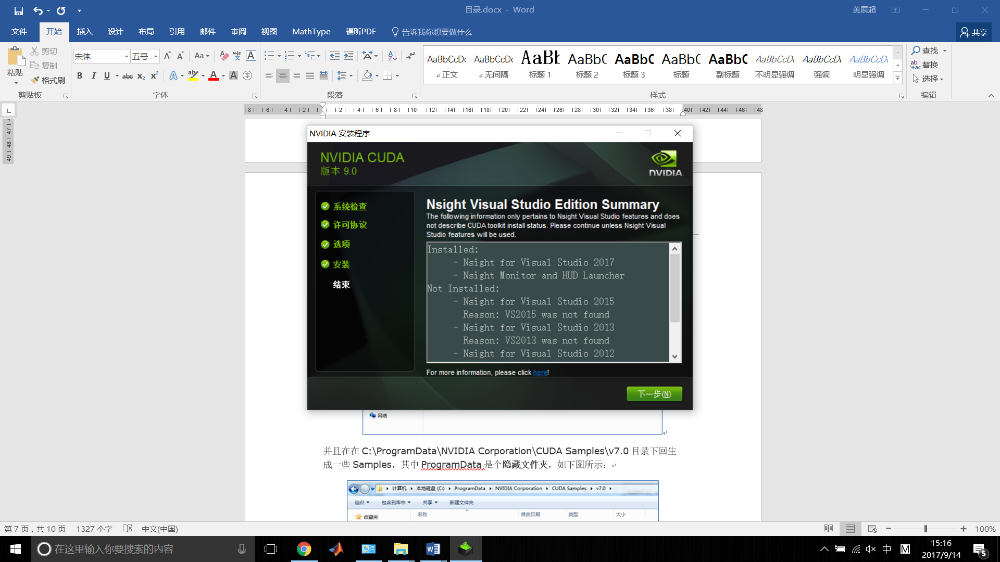 目录.docx - Word
黄展超
文件 开始 插入 设计 布局 引用 邮件 审阅 视图 MathType 福昕PDF 告诉我你想要做什么 共享
粘贴
剪切
复制
格式刷
剪贴板
宋体 五号
字体
段落
AaBbCcDc 正文
AaBbCcDc 无间隔
AaBb 标题 1
AaBbC 标题 2
AaBbC 标题 3
AaBbC 标题
AaBbC 副标题
AaBbCcDc 不明显强调
AaBbCcDc 强调
AaBbCcDc 明显强调
样式
查找
替换
选择
编辑
NVIDIA 安装程序
NVIDIA CUDA
版本 9.0
NVIDIA.
系统检查
许可协议
选项
安装
结束
Nsight Visual Studio Edition Summary
The following information only pertains to Nsight Visual Studio features and does
not describe CUDA toolkit install status. Please continue unless Nsight Visual
Studio features will be used.
Installed:
- Nsight for Visual Studio 2017
- Nsight Monitor and HUD Launcher
Not Installed:
- Nsight for Visual Studio 2015
Reason: VS2015 was not found
- Nsight for Visual Studio 2013
Reason: VS2013 was not found
- Nsight for Visual Studio 2012
For more information, please click here!
下一步(N)
网络
并且在在 C:\ProgramData\NVIDIA Corporation\CUDA Samples\v7.0 目录下回生
成一些 Samples，其中 ProgramData 是个隐藏文件夹，如下图所示：
计算机 本地磁盘 (C:) ProgramData NVIDIA Corporation CUDA Samples v7.0
组织 包含到库中 共享 新建文件夹
收藏夹 名称 修改日期 类型 大小
第 7 页，共 10 页 1327 个字 中文(中国) 100%
在这里输入你要搜索的内容
中 M
15:16
2017/9/14
5